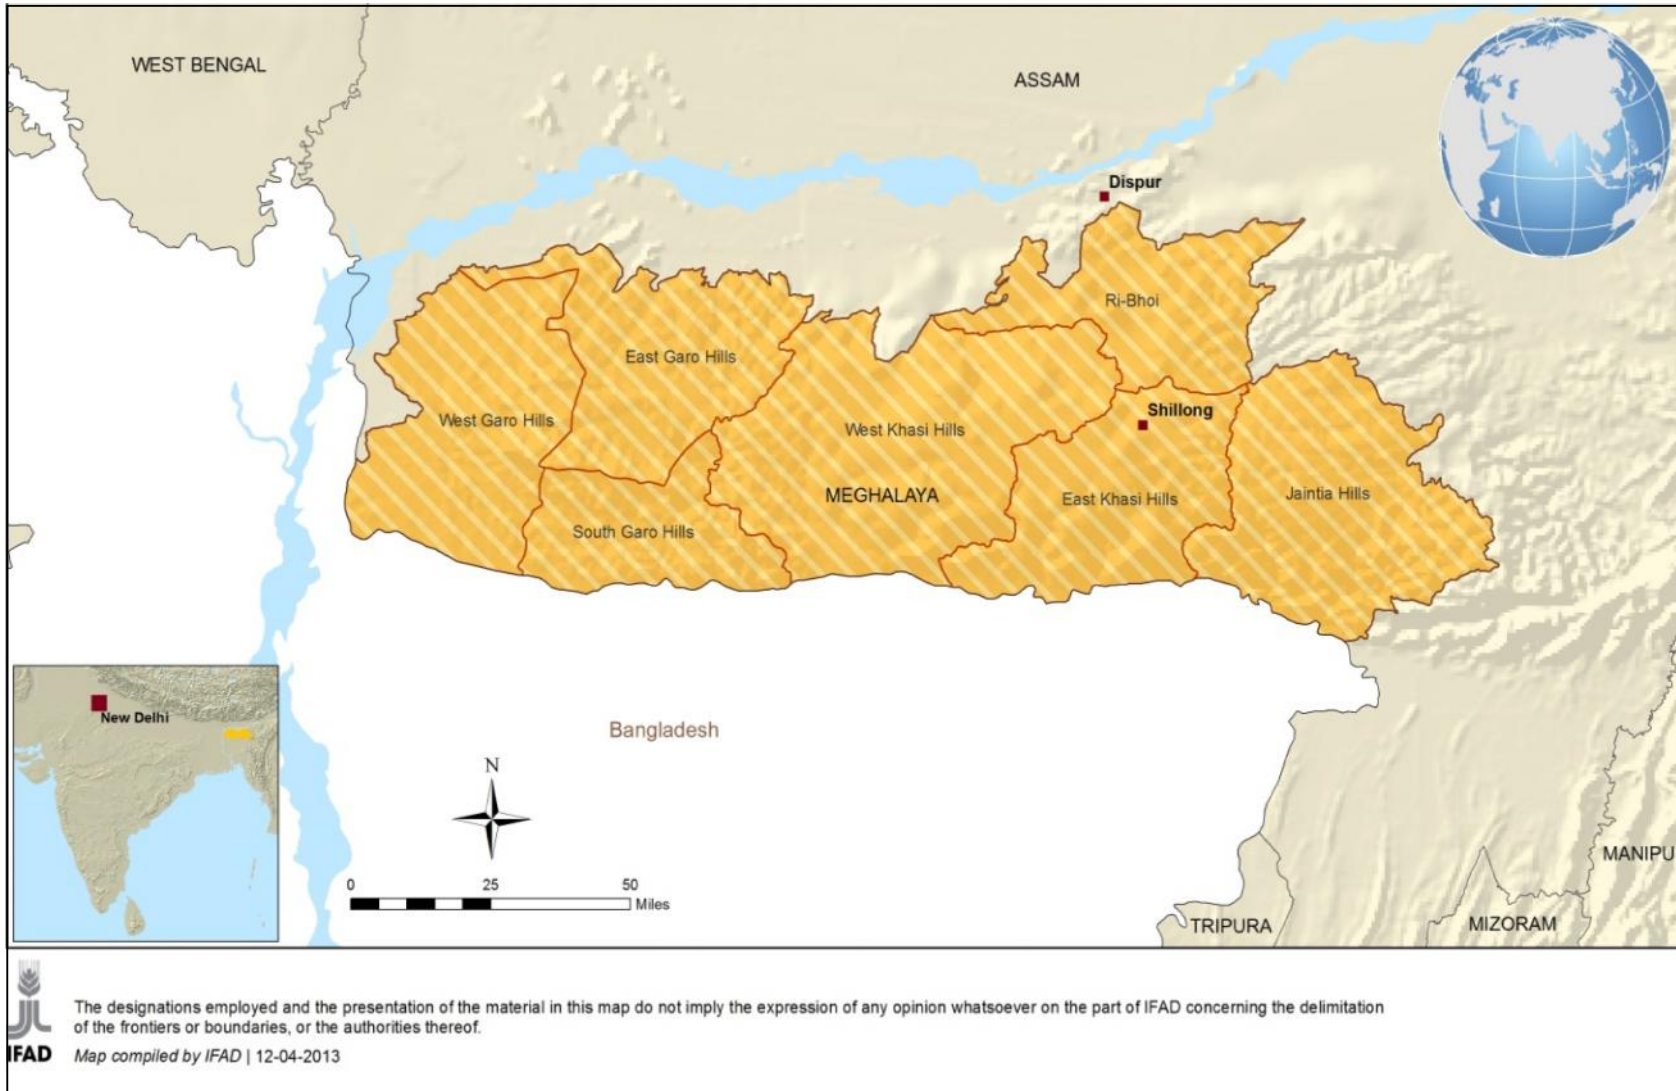 WEST BENGAL
ASSAM
Dispur
Ri-Bhoi
East Garo Hills
West Garo Hills
West Khasi Hills
Shillong
MEGHALAYA
East Khasi Hills
Jaintia Hills
South Garo Hills
New Delhi
Bangladesh
N
0 25 50
Miles
MANIPU
TRIPURA
MIZORAM
The designations employed and the presentation of the material in this map do not imply the expression of any opinion whatsoever on the part of IFAD concerning the delimitation
of the frontiers or boundaries, or the authorities thereof.
IFAD
Map compiled by IFAD | 12-04-2013